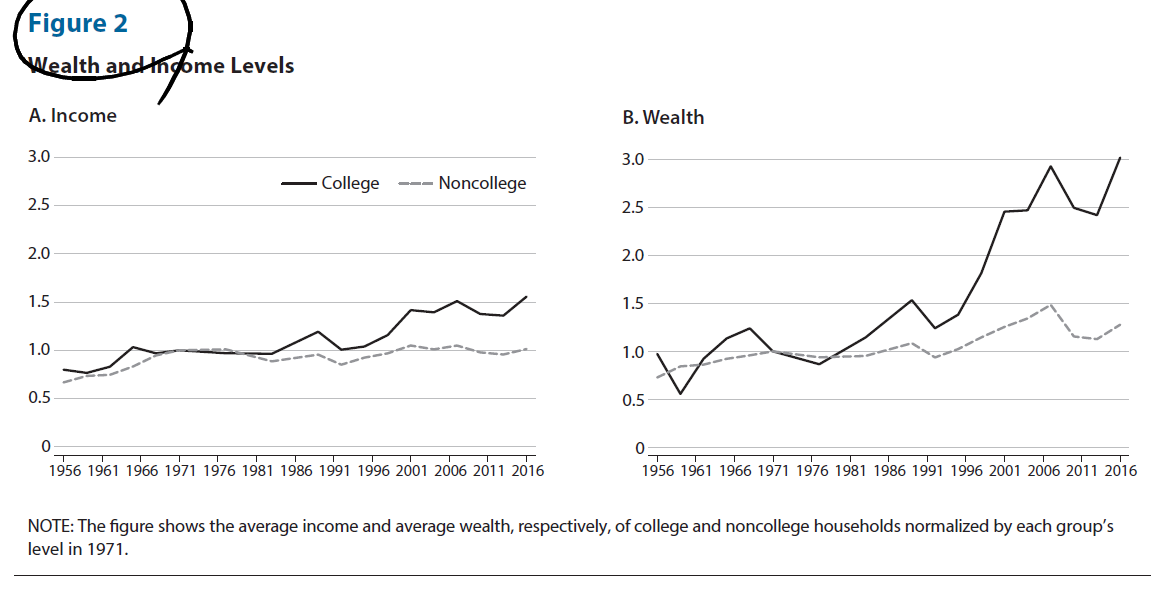 Figure 2
Wealth and Income Levels
A. Income
3.0
College Noncollege
2.5
2.0
1.5
1.0
0.5
0
1956 1961 1966 1971 1976 1981 1986 1991 1996 2001 2006 2011 2016
B. Wealth
3.0
2.5
2.0
1.5
1.0
0.5
0
1956 1961 1966 1971 1976 1981 1986 1991 1996 2001 2006 2011 2016
NOTE: The figure shows the average income and average wealth, respectively, of college and noncollege households normalized by each group's
level in 1971.